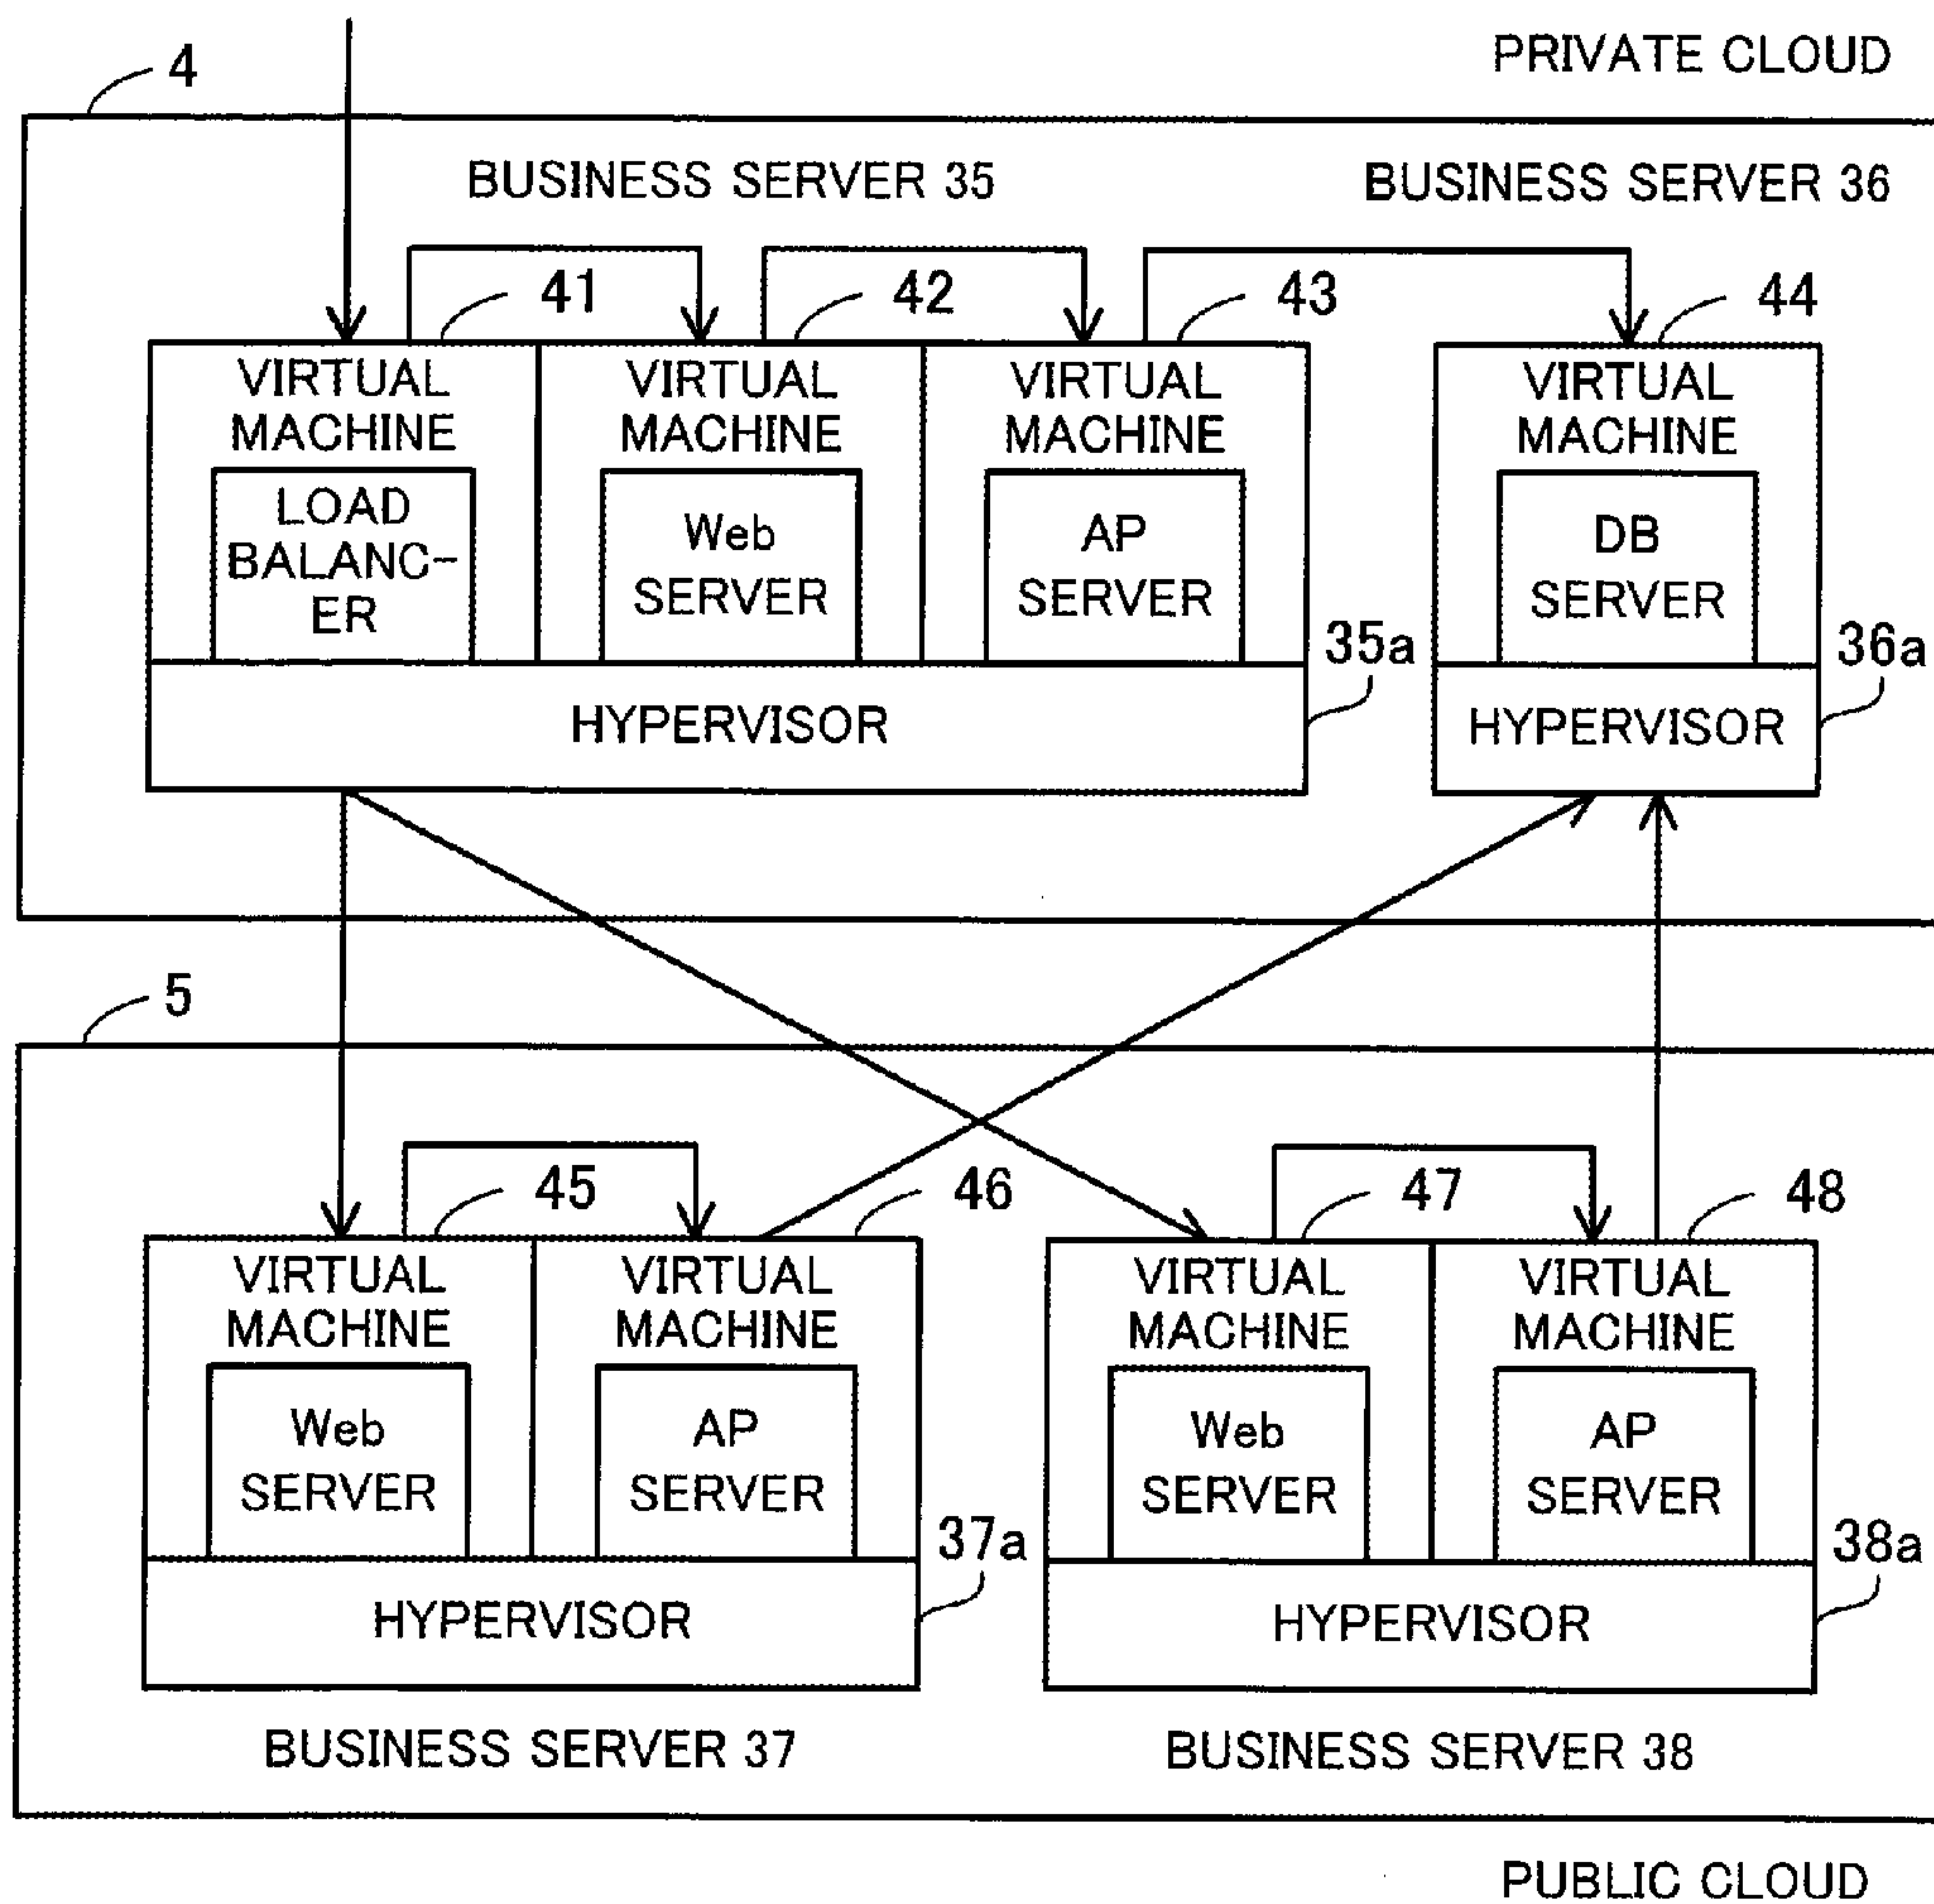 PRIVATE CLOUD
4
BUSINESS SERVER 35
BUSINESS SERVER 36
41
42
43
44
VIRTUAL
MACHINE
LOAD
BALANC-
ER
VIRTUAL
MACHINE
Web
SERVER
VIRTUAL
MACHINE
AP
SERVER
VIRTUAL
MACHINE
DB
SERVER
35a
36a
HYPERVISOR
HYPERVISOR
5
45
46
47
48
VIRTUAL
MACHINE
Web
SERVER
VIRTUAL
MACHINE
AP
SERVER
VIRTUAL
MACHINE
Web
SERVER
VIRTUAL
MACHINE
AP
SERVER
37a
38a
HYPERVISOR
HYPERVISOR
BUSINESS SERVER 37
BUSINESS SERVER 38
PUBLIC CLOUD